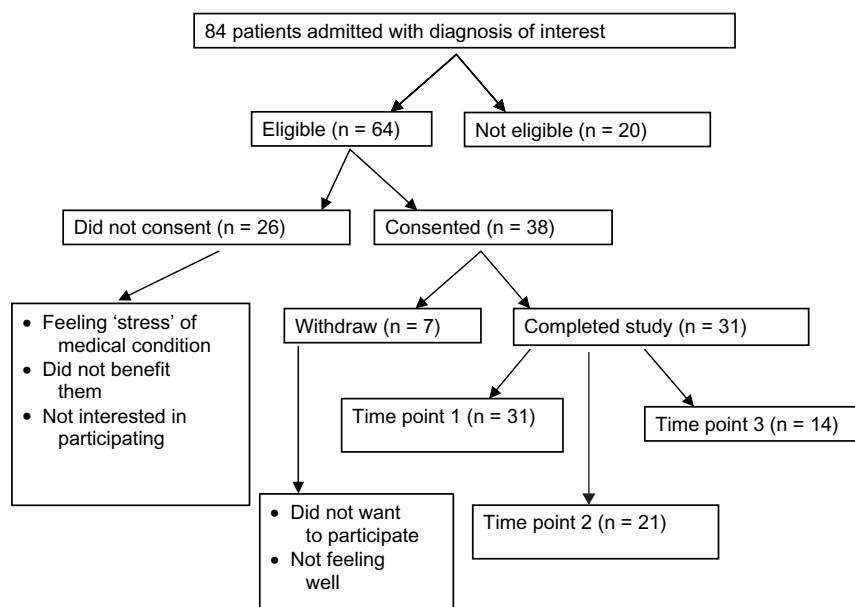 84 patients admitted with diagnosis of interest
Eligible (n = 64)
Not eligible (n = 20)
Did not consent (n = 26)
Consented (n = 38)
• Feeling ‘stress’ of
medical condition
• Did not benefit
them
• Not interested in
participating
Withdraw (n = 7)
Completed study (n = 31)
Time point 1 (n = 31)
Time point 3 (n = 14)
• Did not want
to participate
• Not feeling
well
Time point 2 (n = 21)